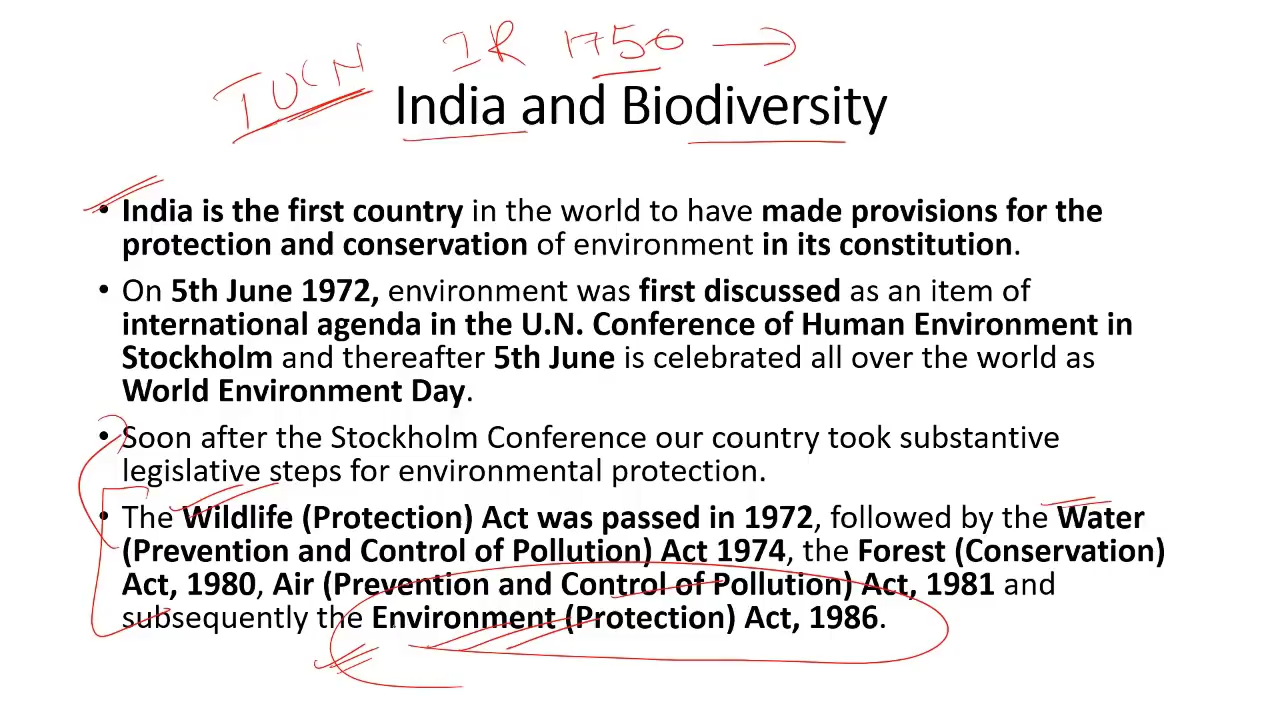 IUCN IR 1750 →
India and Biodiversity
• India is the first country in the world to have made provisions for the
protection and conservation of environment in its constitution.
• On 5th June 1972, environment was first discussed as an item of
international agenda in the U.N. Conference of Human Environment in
Stockholm and thereafter 5th June is celebrated all over the world as
World Environment Day.
• Soon after the Stockholm Conference our country took substantive
legislative steps for environmental protection.
• The Wildlife (Protection) Act was passed in 1972, followed by the Water
(Prevention and Control of Pollution) Act 1974, the Forest (Conservation)
Act, 1980, Air (Prevention and Control of Pollution) Act, 1981 and
subsequently the Environment (Protection) Act, 1986.